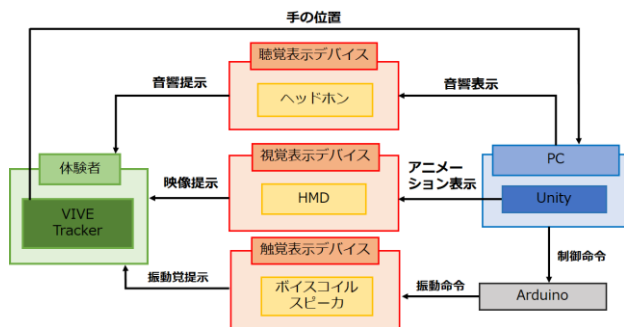 手の位置
聴覚表示デバイス
音響提示
ヘッドホン
音響表示
体験者
VIVE
Tracker
映像提示
視覚表示デバイス
HMD
アニメー
ション表示
PC
Unity
触覚表示デバイス
振動覚提示
ボイスコイル
スピーカ
振動命令
制御命令
Arduino